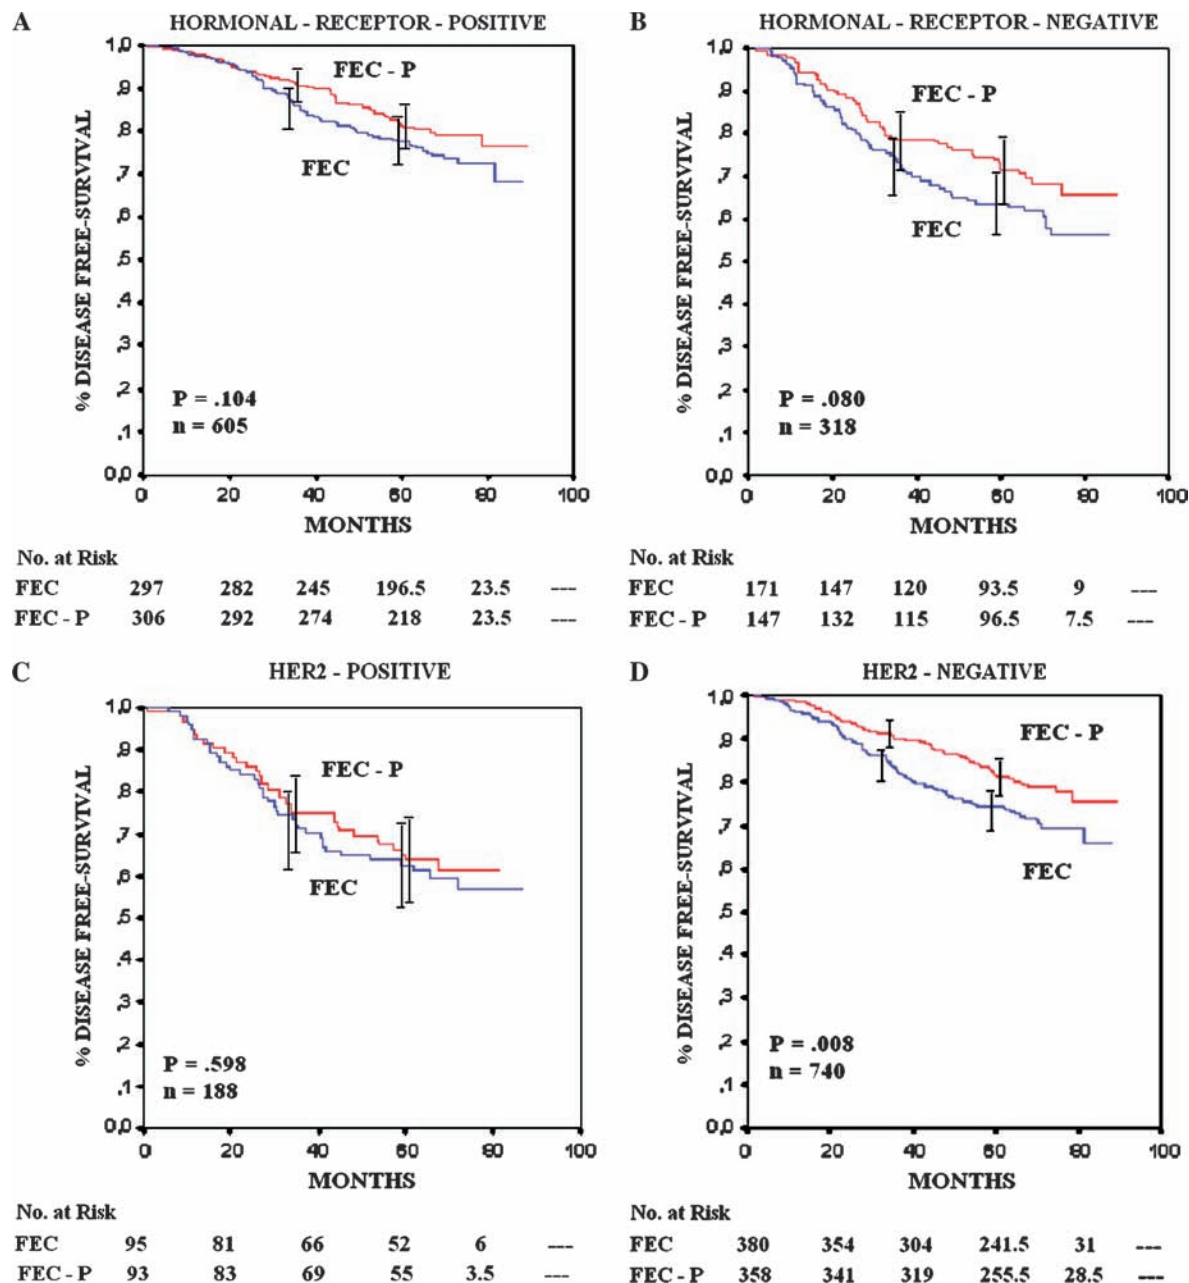 A
HORMONAL - RECEPTOR - POSITIVE
% DISEASE FREE-SURVIVAL
1,0
,9
,8
,7
,6
,5
,4
,3
,2
,1
0,0
FEC - P
FEC
P = .104
n = 605
0 20 40 60 80 100
MONTHS
No. at Risk
FEC 297 282 245 196.5 23.5 ---
FEC - P 306 292 274 218 23.5 ---
B
HORMONAL - RECEPTOR - NEGATIVE
% DISEASE FREE-SURVIVAL
1,0
,9
,8
,7
,6
,5
,4
,3
,2
,1
0,0
FEC - P
FEC
P = .080
n = 318
0 20 40 60 80 100
MONTHS
No. at Risk
FEC 171 147 120 93.5 9 ---
FEC - P 147 132 115 96.5 7.5 ---
C
HER2 - POSITIVE
% DISEASE FREE-SURVIVAL
1,0
,9
,8
,7
,6
,5
,4
,3
,2
,1
0,0
FEC - P
FEC
P = .598
n = 188
0 20 40 60 80 100
MONTHS
No. at Risk
FEC 95 81 66 52 6 ---
FEC - P 93 83 69 55 3.5 ---
D
HER2 - NEGATIVE
% DISEASE FREE-SURVIVAL
1,0
,9
,8
,7
,6
,5
,4
,3
,2
,1
0,0
FEC - P
FEC
P = .008
n = 740
0 20 40 60 80 100
MONTHS
No. at Risk
FEC 380 354 304 241.5 31 ---
FEC - P 358 341 319 255.5 28.5 ---